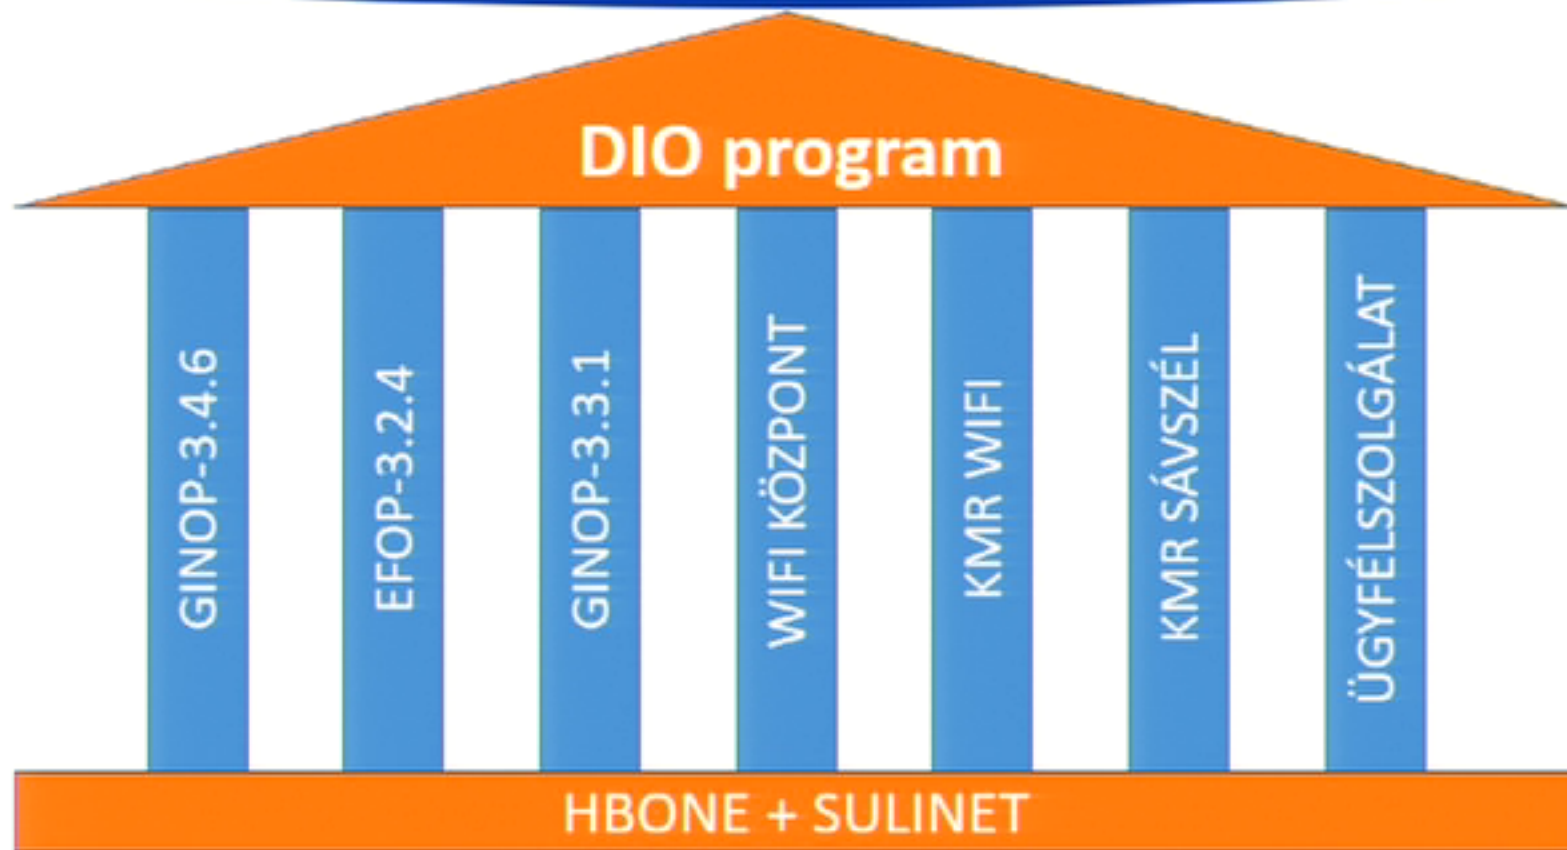 DIO program
GINOP-3.4.6
EFOP-3.2.4
GINOP-3.3.1
WIFI KÖZPONT
KMR WIFI
KMR SÁVSZÉL
ÜGYFÉLSZOLGÁLAT
HBONE + SULINET